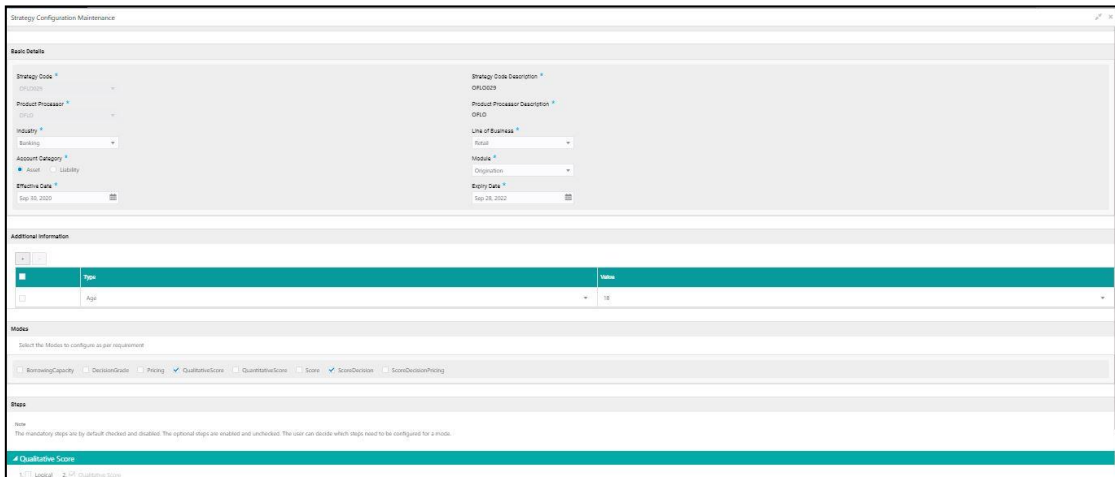 Strategy Configuration Maintenance
Basic Details
Strategy Code *
Strategy Code Description *
OFLO029
OFLO029
Product Processor *
Product Processor Description *
OFLO
OFLO
Industry *
Line of Business *
Banking
Retail
Account Category *
Module *
Asset Liability
Origination
Effective Date *
Expiry Date *
Sep 30, 2020
Sep 28, 2022
Additional Information
Type Value
Age 18
Modes
Select the Modes to configure as per requirement
BorrowingCapacity DecisionGrade Pricing QualitativeScore QuantitativeScore Score ScoreDecision ScoreDecisionPricing
Steps
Note
The mandatory steps are by default checked and disabled. The optional steps are enabled and unchecked. The user can decide which steps need to be configured for a mode.
Qualitative Score
1. Logical 2. Qualitative Score